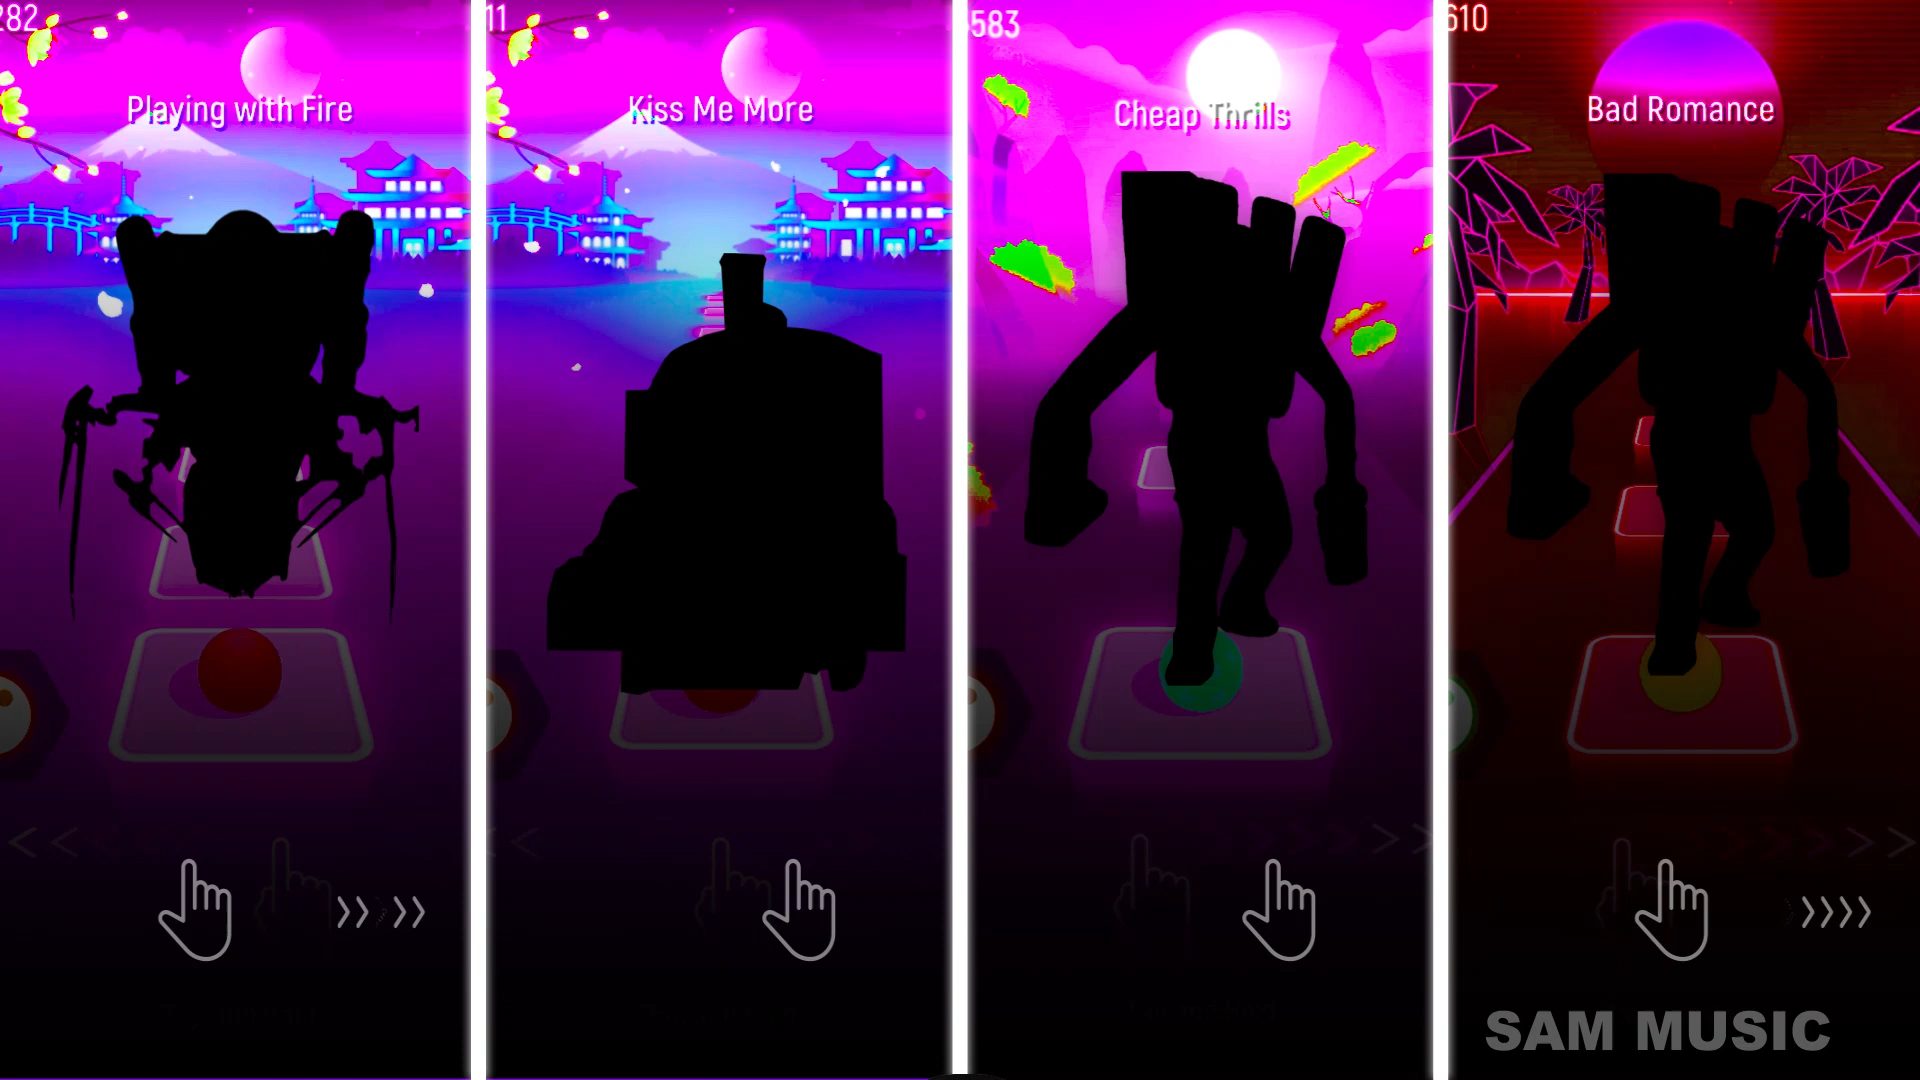 282
Playing with Fire
11
Kiss Me More
583
Cheap Thrills
610
Bad Romance
SAM MUSIC